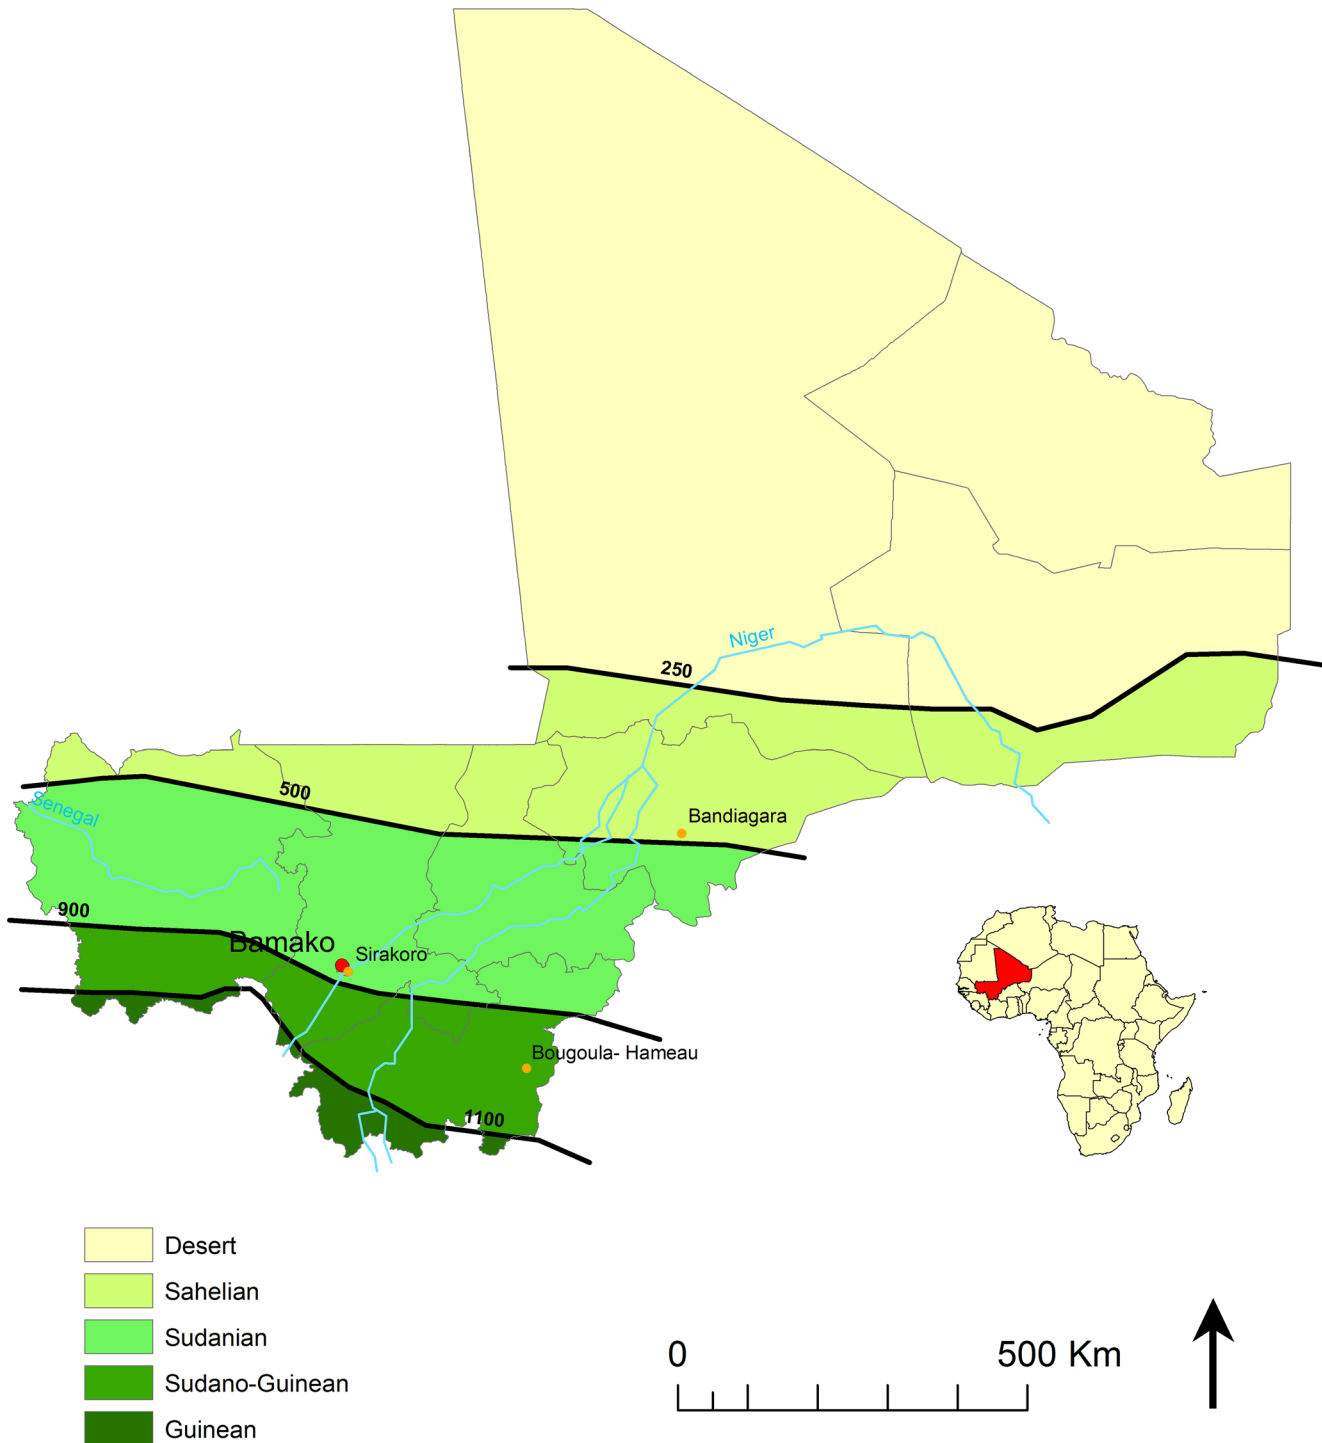 Niger
250
500
Senegal
Bandiagara
900
Bamako
Sirakoro
Bougoula- Hameau
1100
Desert
Sahelian
Sudanian
Sudano-Guinean
Guinean
0 500 Km